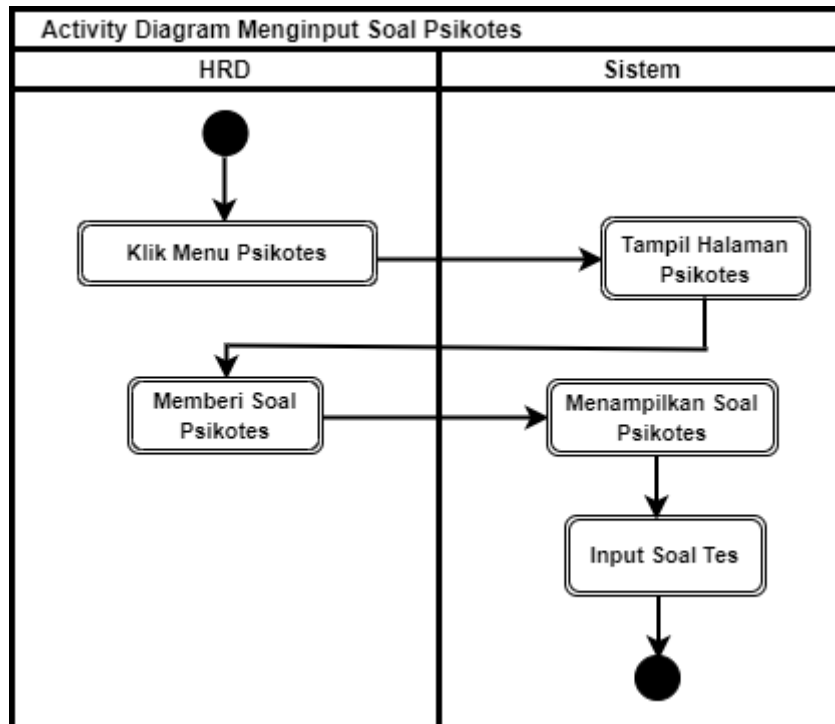 Activity Diagram Menginput Soal Psikotes
HRD
Sistem
Klik Menu Psikotes
Tampil Halaman
Psikotes
Memberi Soal
Psikotes
Menampilkan Soal
Psikotes
Input Soal Tes